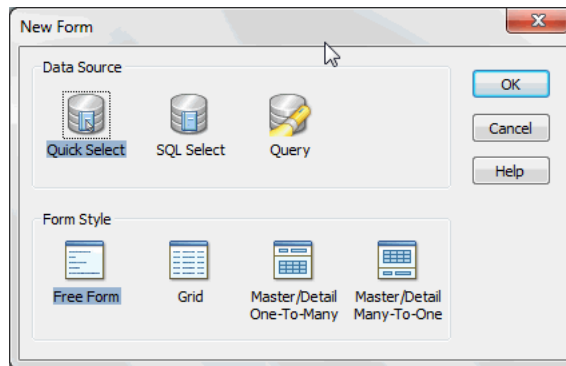 New Form
Data Source
Quick Select
SQL Select
Query
OK
Cancel
Help
Form Style
Free Form
Grid
Master/Detail
One-To-Many
Master/Detail
Many-To-One